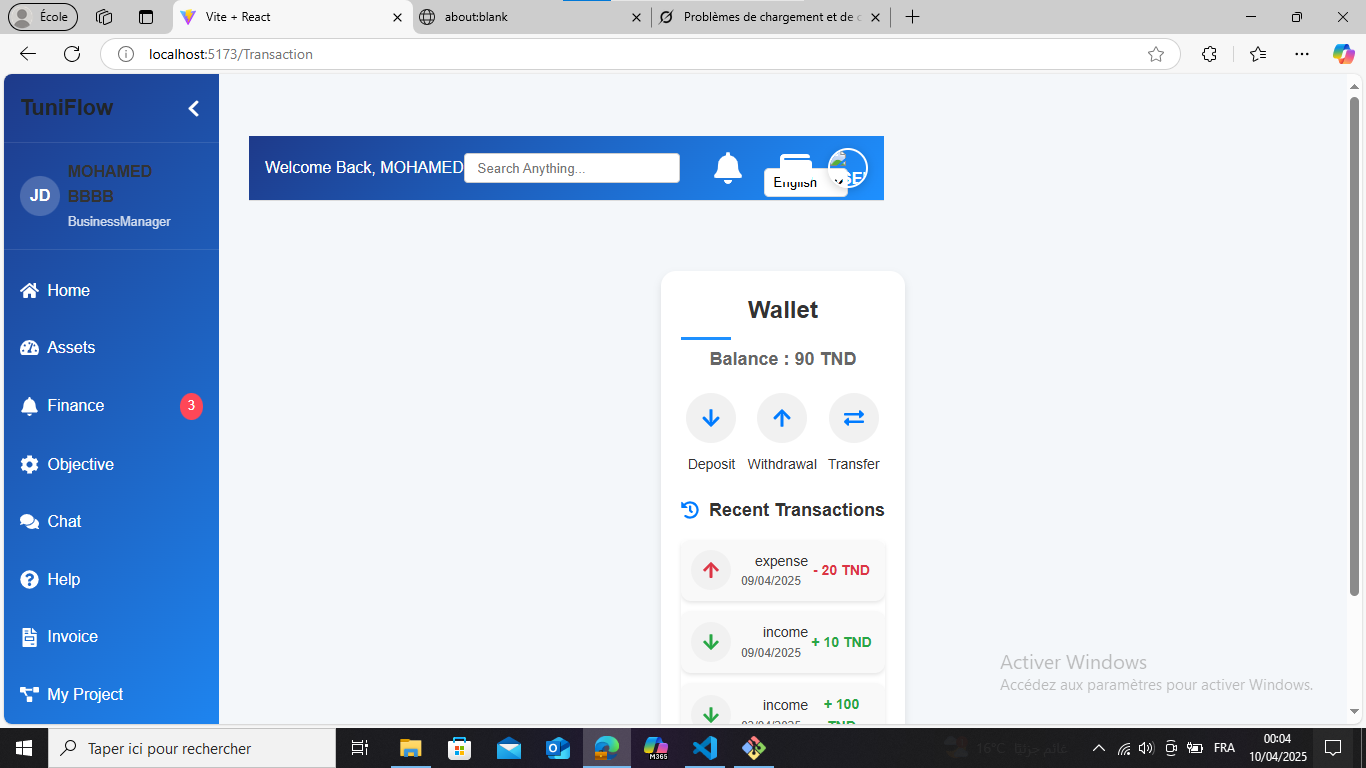 École
Vite + React
about:blank
Problèmes de chargement et de c
localhost:5173/Transaction
TuniFlow
JD
MOHAMED
BBBB
BusinessManager
Home
Assets
Finance
3
Objective
Chat
Help
Invoice
My Project
Welcome Back, MOHAMED
Search Anything...
English
Wallet
Balance : 90 TND
Deposit
Withdrawal
Transfer
Recent Transactions
expense
09/04/2025
- 20 TND
income
09/04/2025
+ 10 TND
income
+ 100
TND
Activer Windows
Accédez aux paramètres pour activer Windows.
Taper ici pour rechercher
M365
16°C غائم جزئيًا
FRA
00:04
10/04/2025